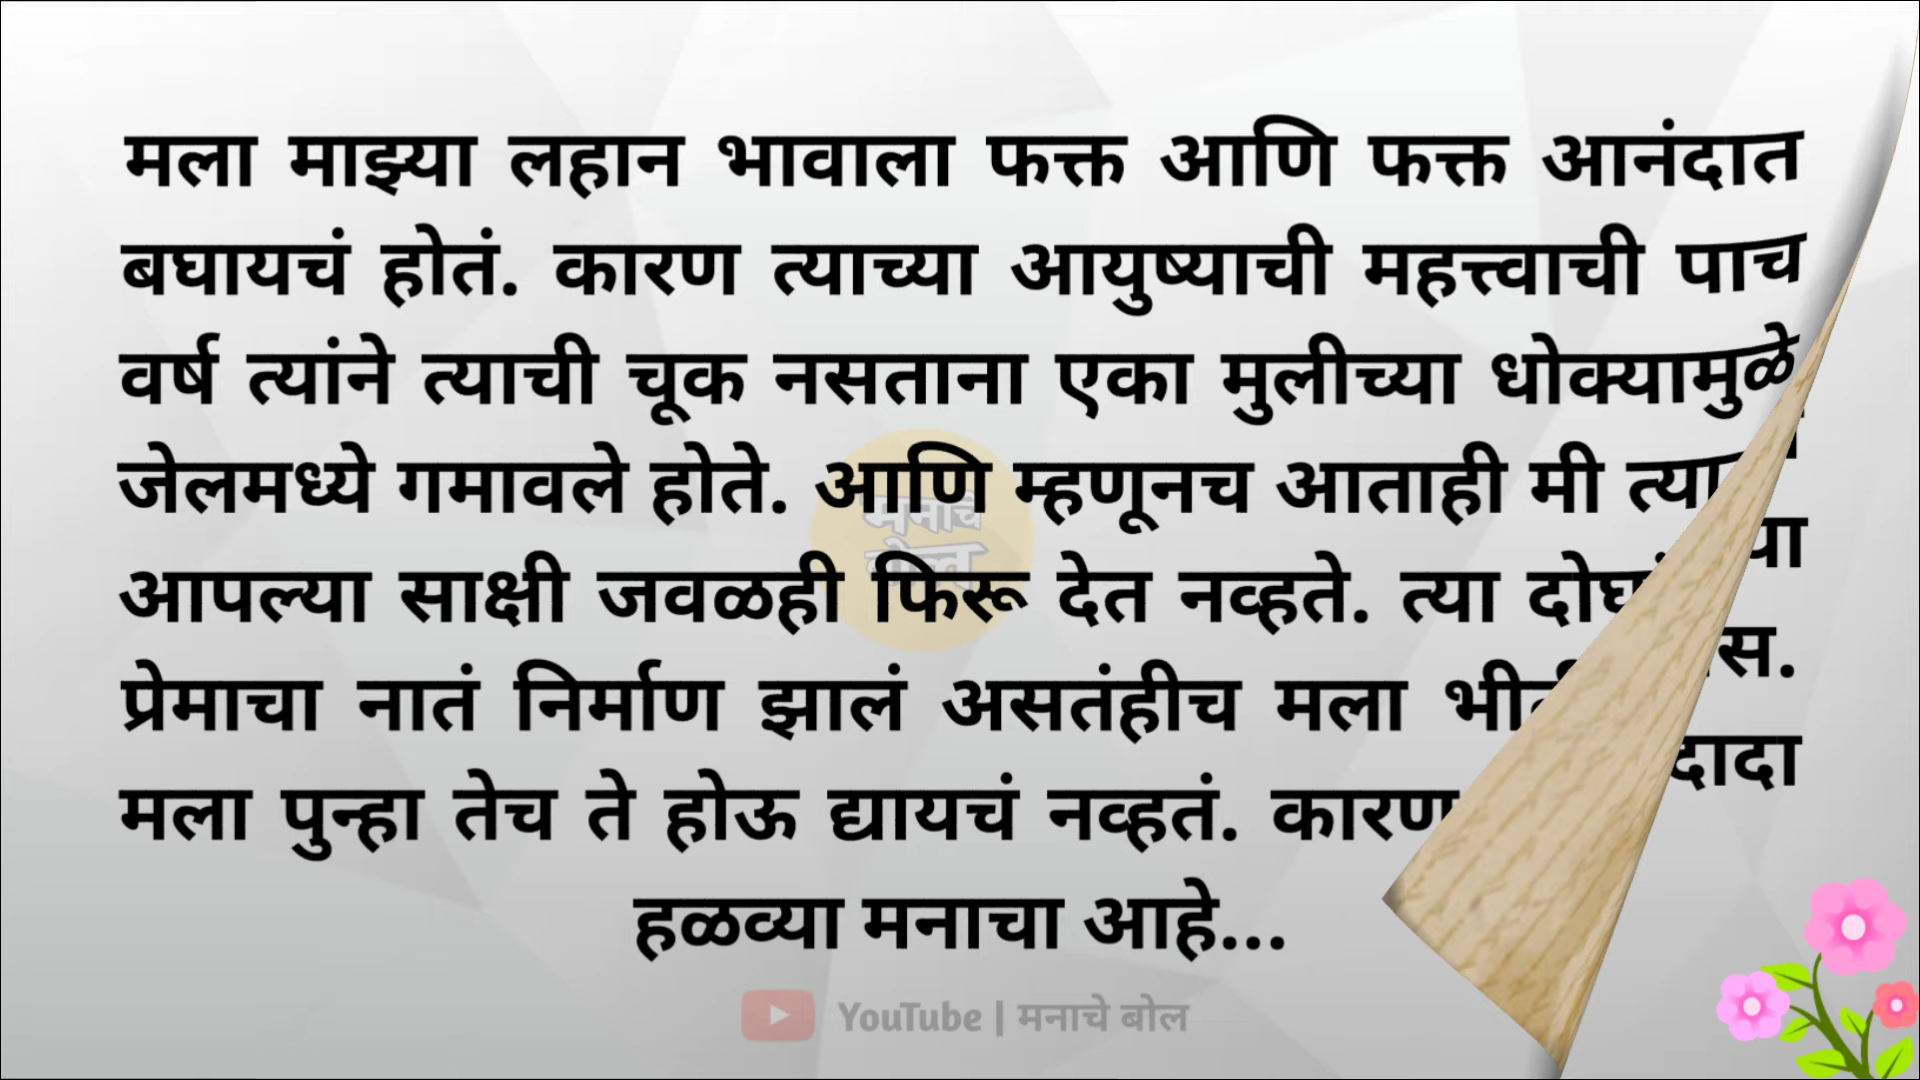 मला माझ्या लहान भावाला फक्त आणि फक्त आनंदात
बघायचं होतं. कारण त्याच्या आयुष्याची महत्त्वाची पाच
वर्ष त्यांने त्याची चूक नसताना एका मुलीच्या धोक्यामुळे
जेलमध्ये गमावले होते. आणि म्हणूनच आताही मी
आपल्या साक्षी जवळही फिरू देत नव्हते. त्या
प्रेमाचा नातं निर्माण झालं असतंहीच मला
मला पुन्हा तेच ते होऊ द्यायचं नव्हतं. कारण दादा
हळव्या मनाचा आहे...
मनाचे
बोल
YouTube | मनाचे बोल